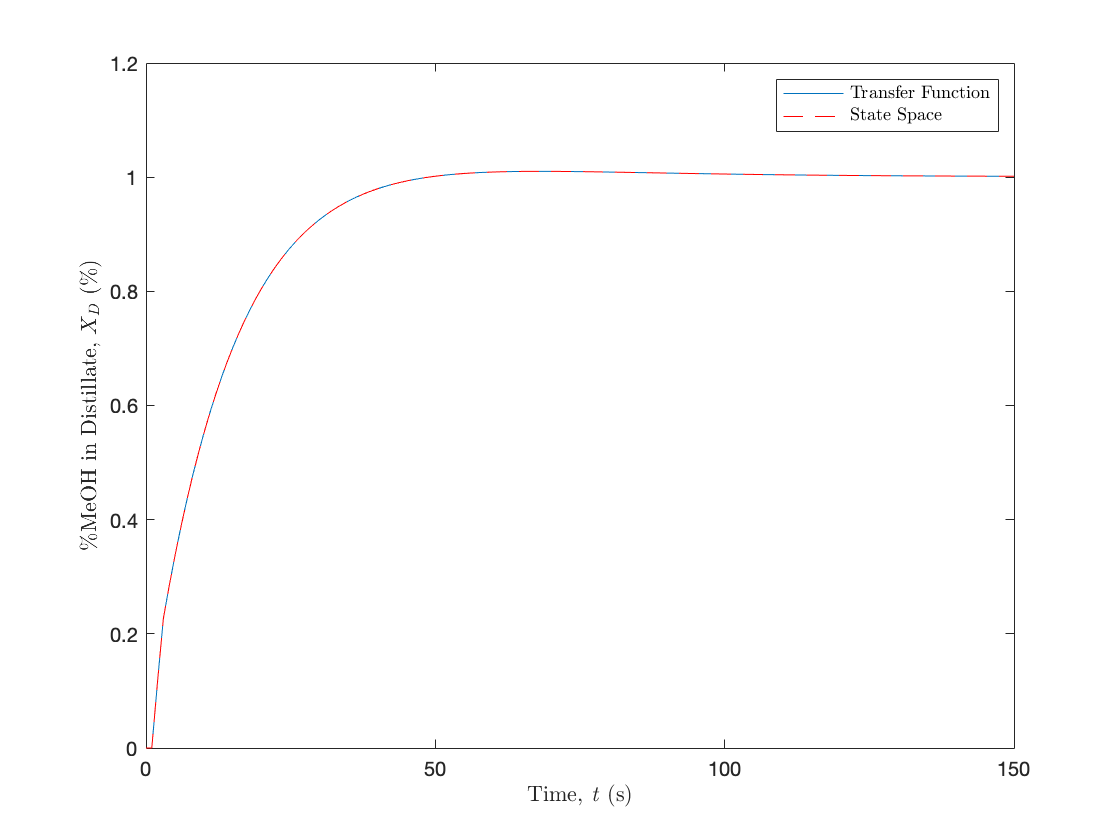 Transfer Function
State Space
1.2
1
0.8
0.6
0.4
0.2
0
%MeOH in Distillate, X_D (%)
0 50 100 150
Time, t (s)